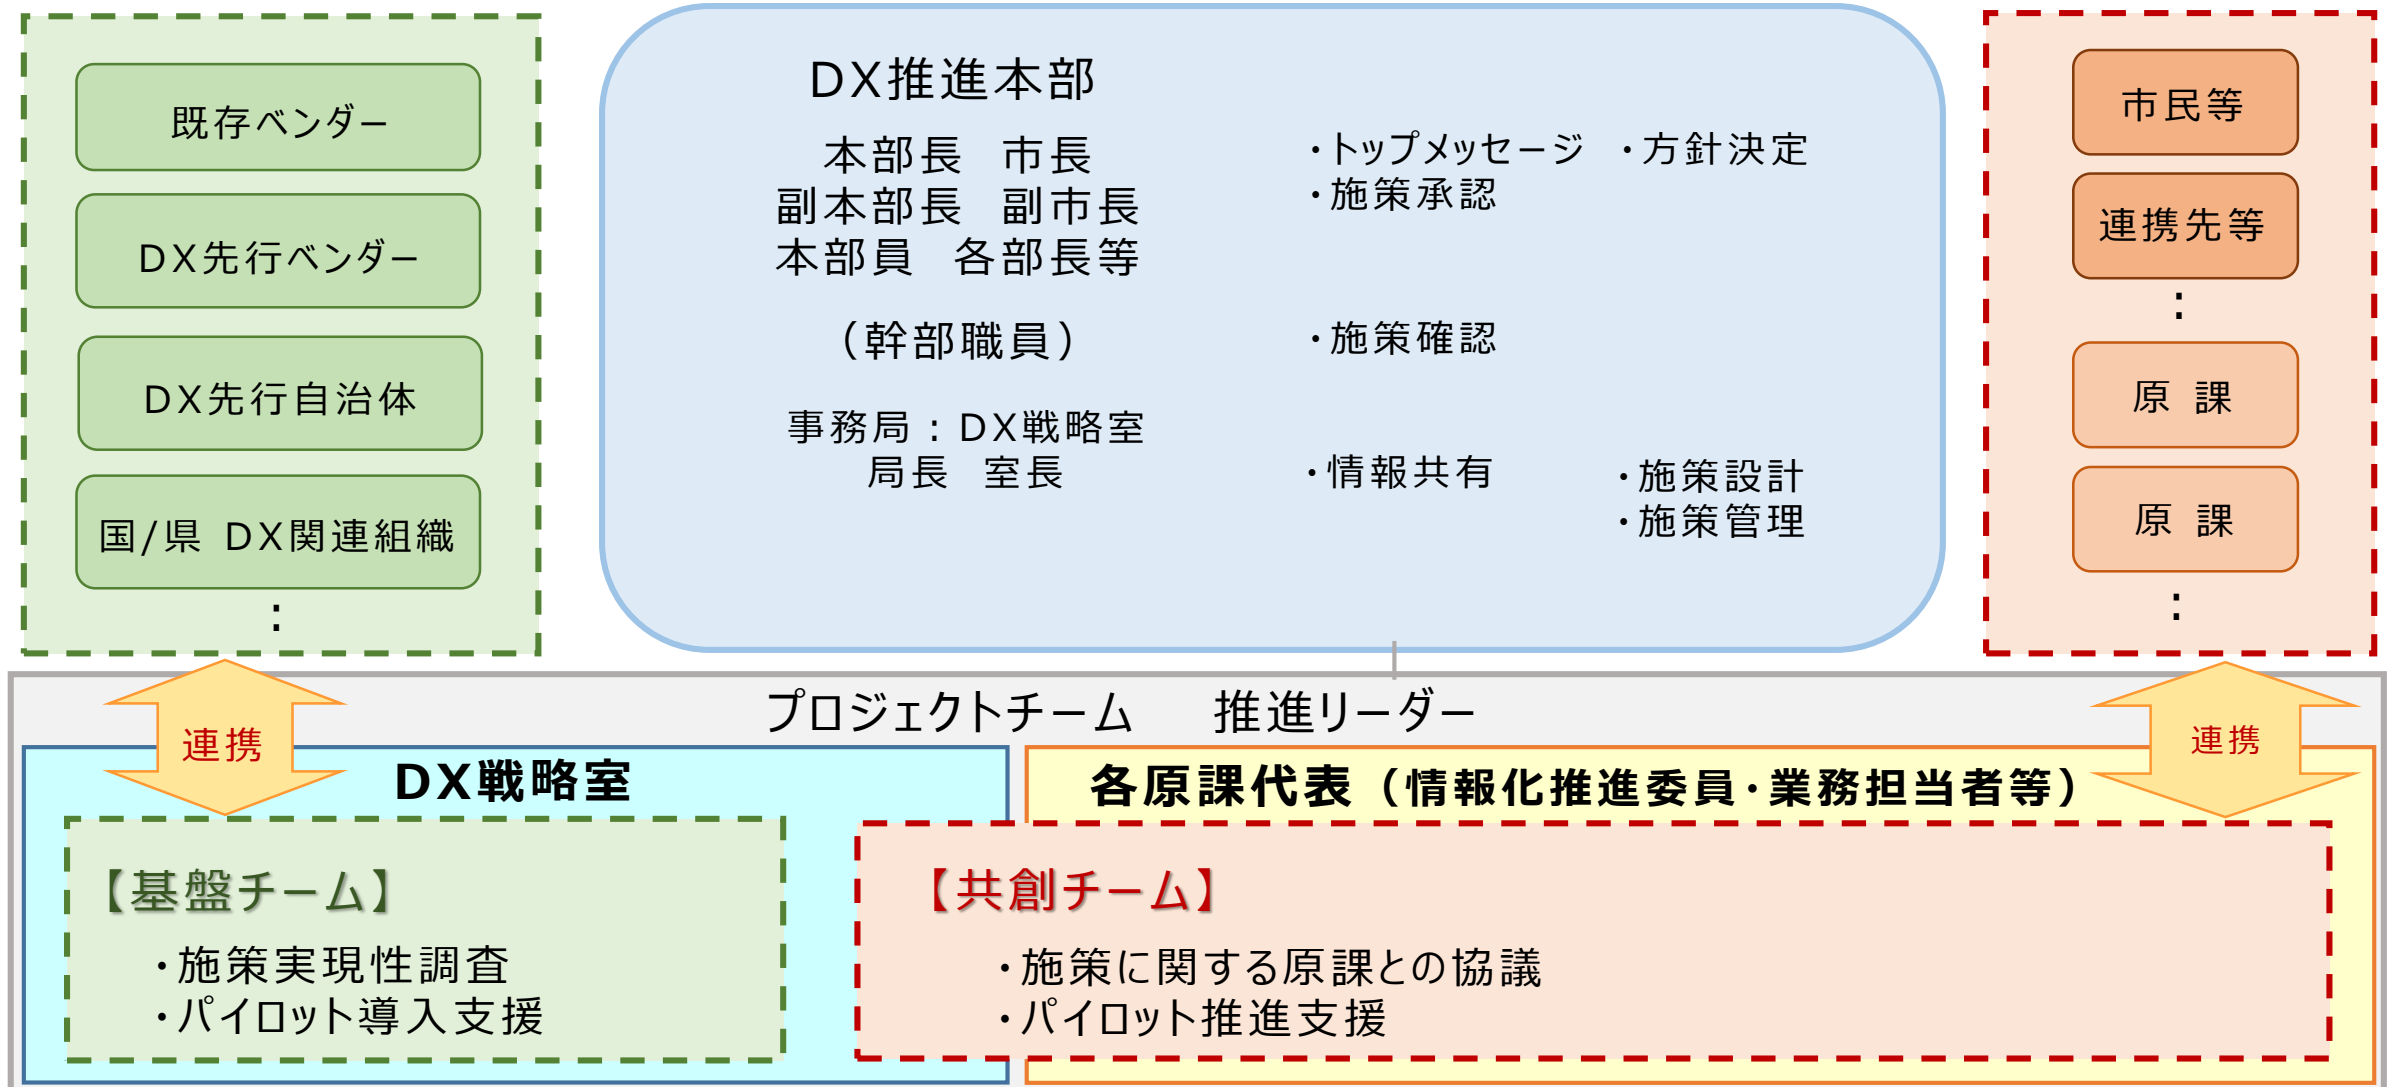 既存ベンダー
DX先行ベンダー
DX先行自治体
国/県 DX関連組織
:
DX推進本部
本部長 市長
副本部長 副市長
本部員 各部長等
（幹部職員）
事務局：DX戦略室
局長 室長
・トップメッセージ ・方針決定
・施策承認
・施策確認
・情報共有
・施策設計
・施策管理
市民等
連携先等
:
原 課
原 課
:
プロジェクトチーム 推進リーダー
連携
連携
DX戦略室
【基盤チーム】
・施策実現性調査
・パイロット導入支援
各原課代表（情報化推進委員・業務担当者等）
【共創チーム】
・施策に関する原課との協議
・パイロット推進支援